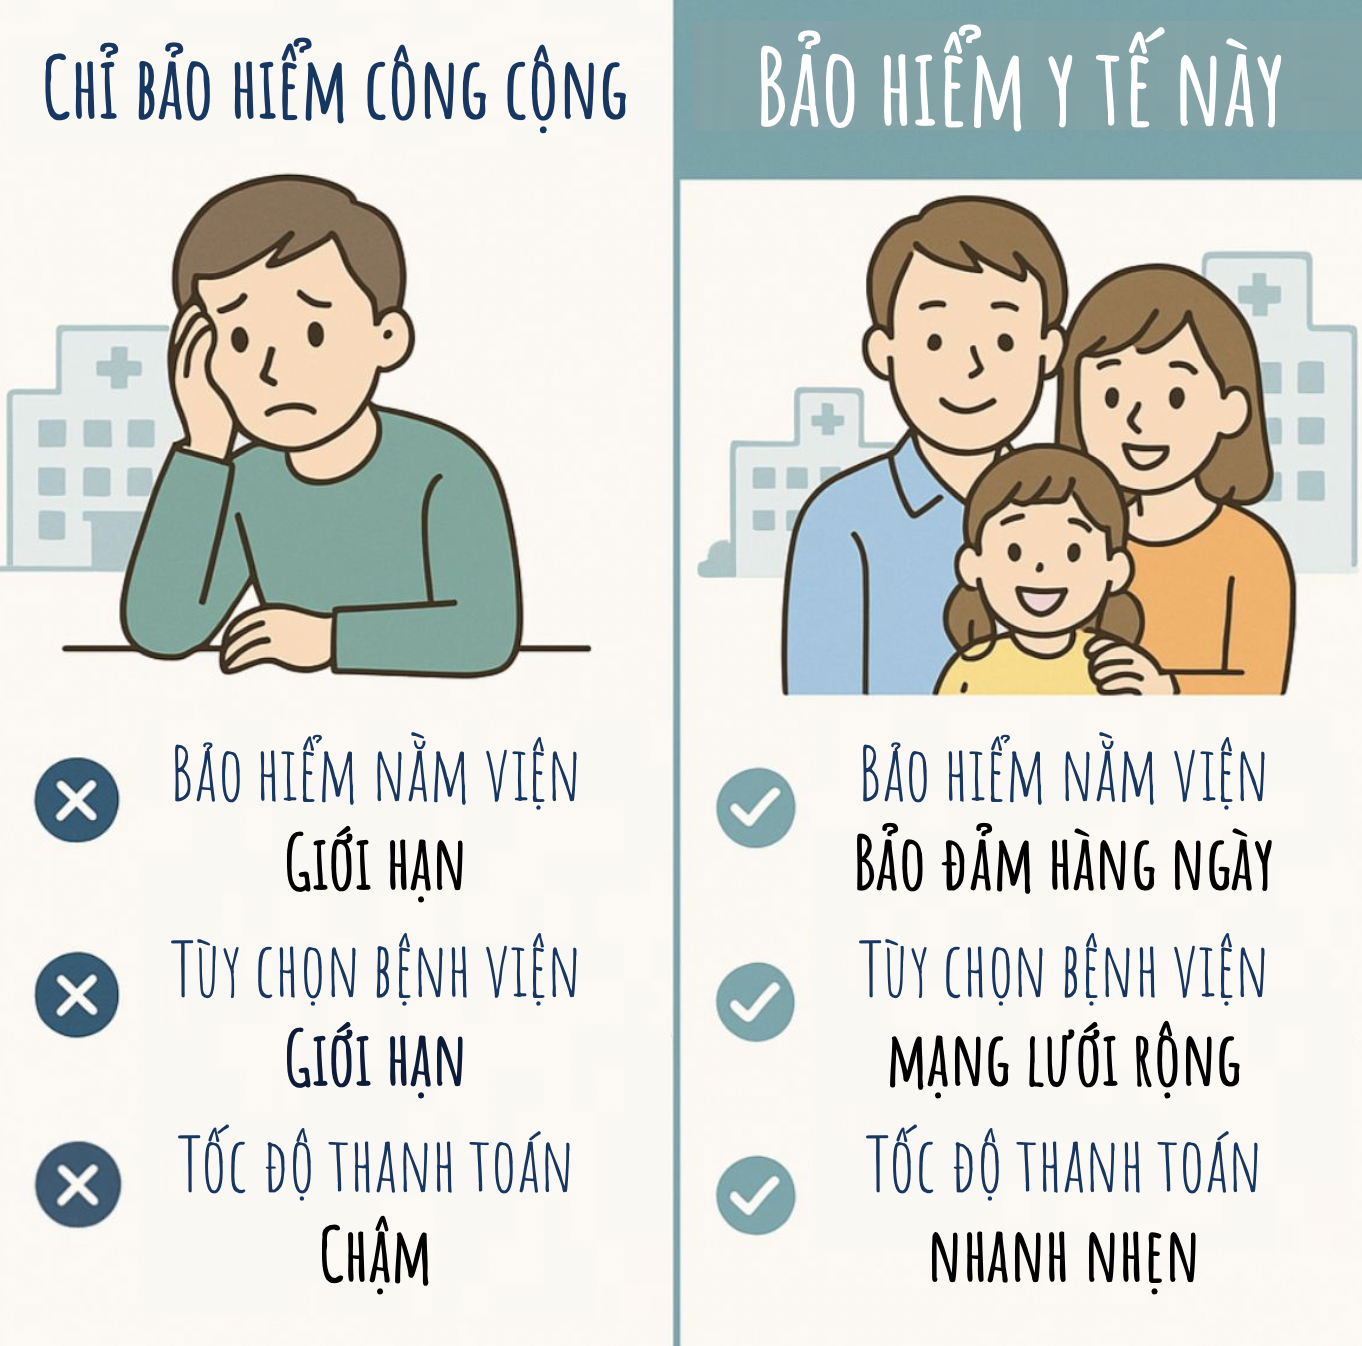 Chỉ bảo hiểm công cộng
Bảo hiểm nằm viện
Giới hạn
Tùy chọn bệnh viện
Giới hạn
Tốc độ thanh toán
Chậm
Bảo hiểm y tế này
Bảo hiểm nằm viện
Bảo đảm hàng ngày
Tùy chọn bệnh viện
mạng lưới rộng
Tốc độ thanh toán
nhanh nhẹn